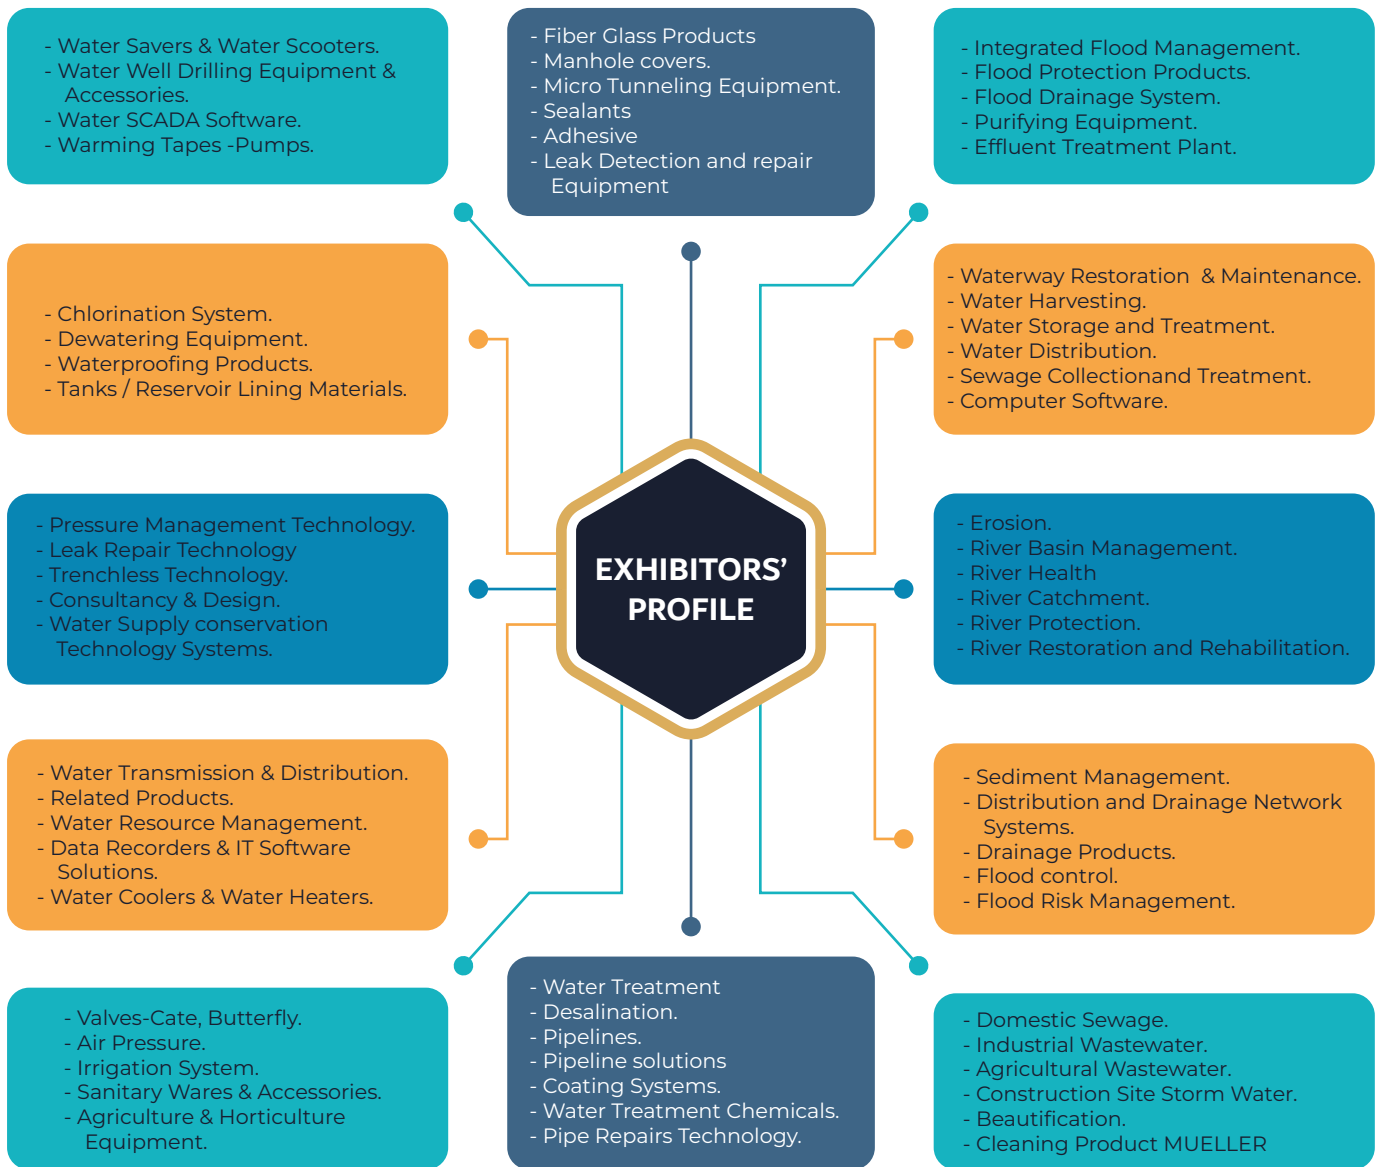 - Water Savers & Water Scooters.
- Water Well Drilling Equipment &
Accessories.
- Water SCADA Software.
- Warming Tapes -Pumps.
- Fiber Glass Products
- Manhole covers.
- Micro Tunneling Equipment.
- Sealants
- Adhesive
- Leak Detection and repair
Equipment
- Integrated Flood Management.
- Flood Protection Products.
- Flood Drainage System.
- Purifying Equipment.
- Effluent Treatment Plant.
- Chlorination System.
- Dewatering Equipment.
- Waterproofing Products.
- Tanks / Reservoir Lining Materials.
- Waterway Restoration & Maintenance.
- Water Harvesting.
- Water Storage and Treatment.
- Water Distribution.
- Sewage Collectionand Treatment.
- Computer Software.
- Pressure Management Technology.
- Leak Repair Technology
- Trenchless Technology.
- Consultancy & Design.
- Water Supply conservation
Technology Systems.
EXHIBITORS’
PROFILE
- Erosion.
- River Basin Management.
- River Health
- River Catchment.
- River Protection.
- River Restoration and Rehabilitation.
- Water Transmission & Distribution.
- Related Products.
- Water Resource Management.
- Data Recorders & IT Software
Solutions.
- Water Coolers & Water Heaters.
- Sediment Management.
- Distribution and Drainage Network
Systems.
- Drainage Products.
- Flood control.
- Flood Risk Management.
- Valves-Cate, Butterfly.
- Air Pressure.
- Irrigation System.
- Sanitary Wares & Accessories.
- Agriculture & Horticulture
Equipment.
- Water Treatment
- Desalination.
- Pipelines.
- Pipeline solutions
- Coating Systems.
- Water Treatment Chemicals.
- Pipe Repairs Technology.
- Domestic Sewage.
- Industrial Wastewater.
- Agricultural Wastewater.
- Construction Site Storm Water.
- Beautification.
- Cleaning Product MUELLER